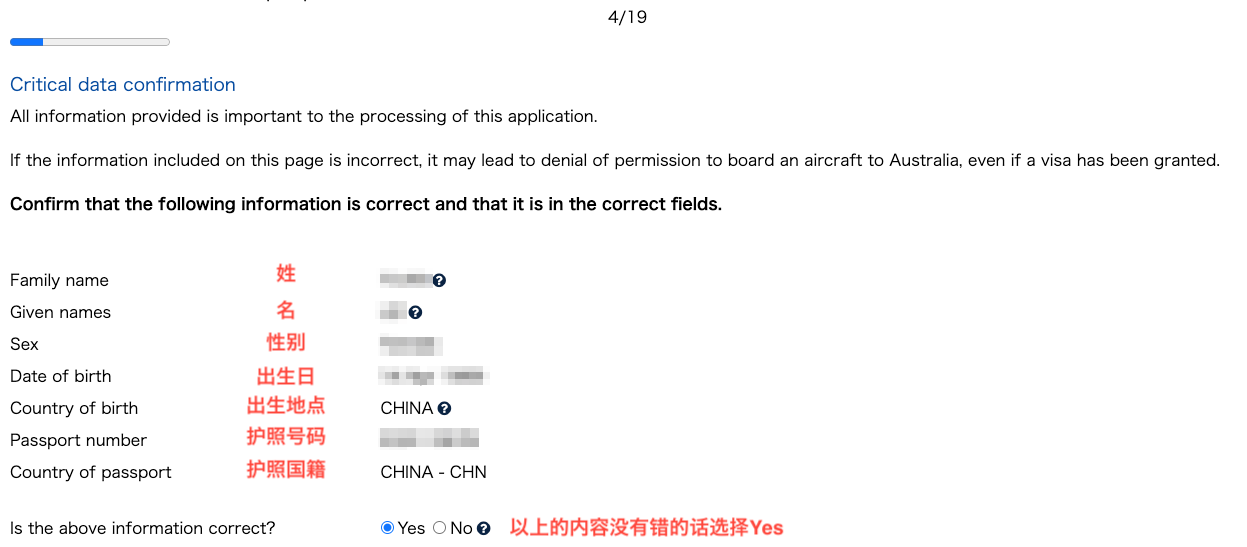 4/19
Critical data confirmation
All information provided is important to the processing of this application.
If the information included on this page is incorrect, it may lead to denial of permission to board an aircraft to Australia, even if a visa has been granted.
Confirm that the following information is correct and that it is in the correct fields.
Family name 姓
Given names 名
Sex 性别
Date of birth 出生日
Country of birth 出生地点 CHINA
Passport number 护照号码
Country of passport 护照国籍 CHINA - CHN
Is the above information correct? Yes No 以上的内容没有错的话选择Yes